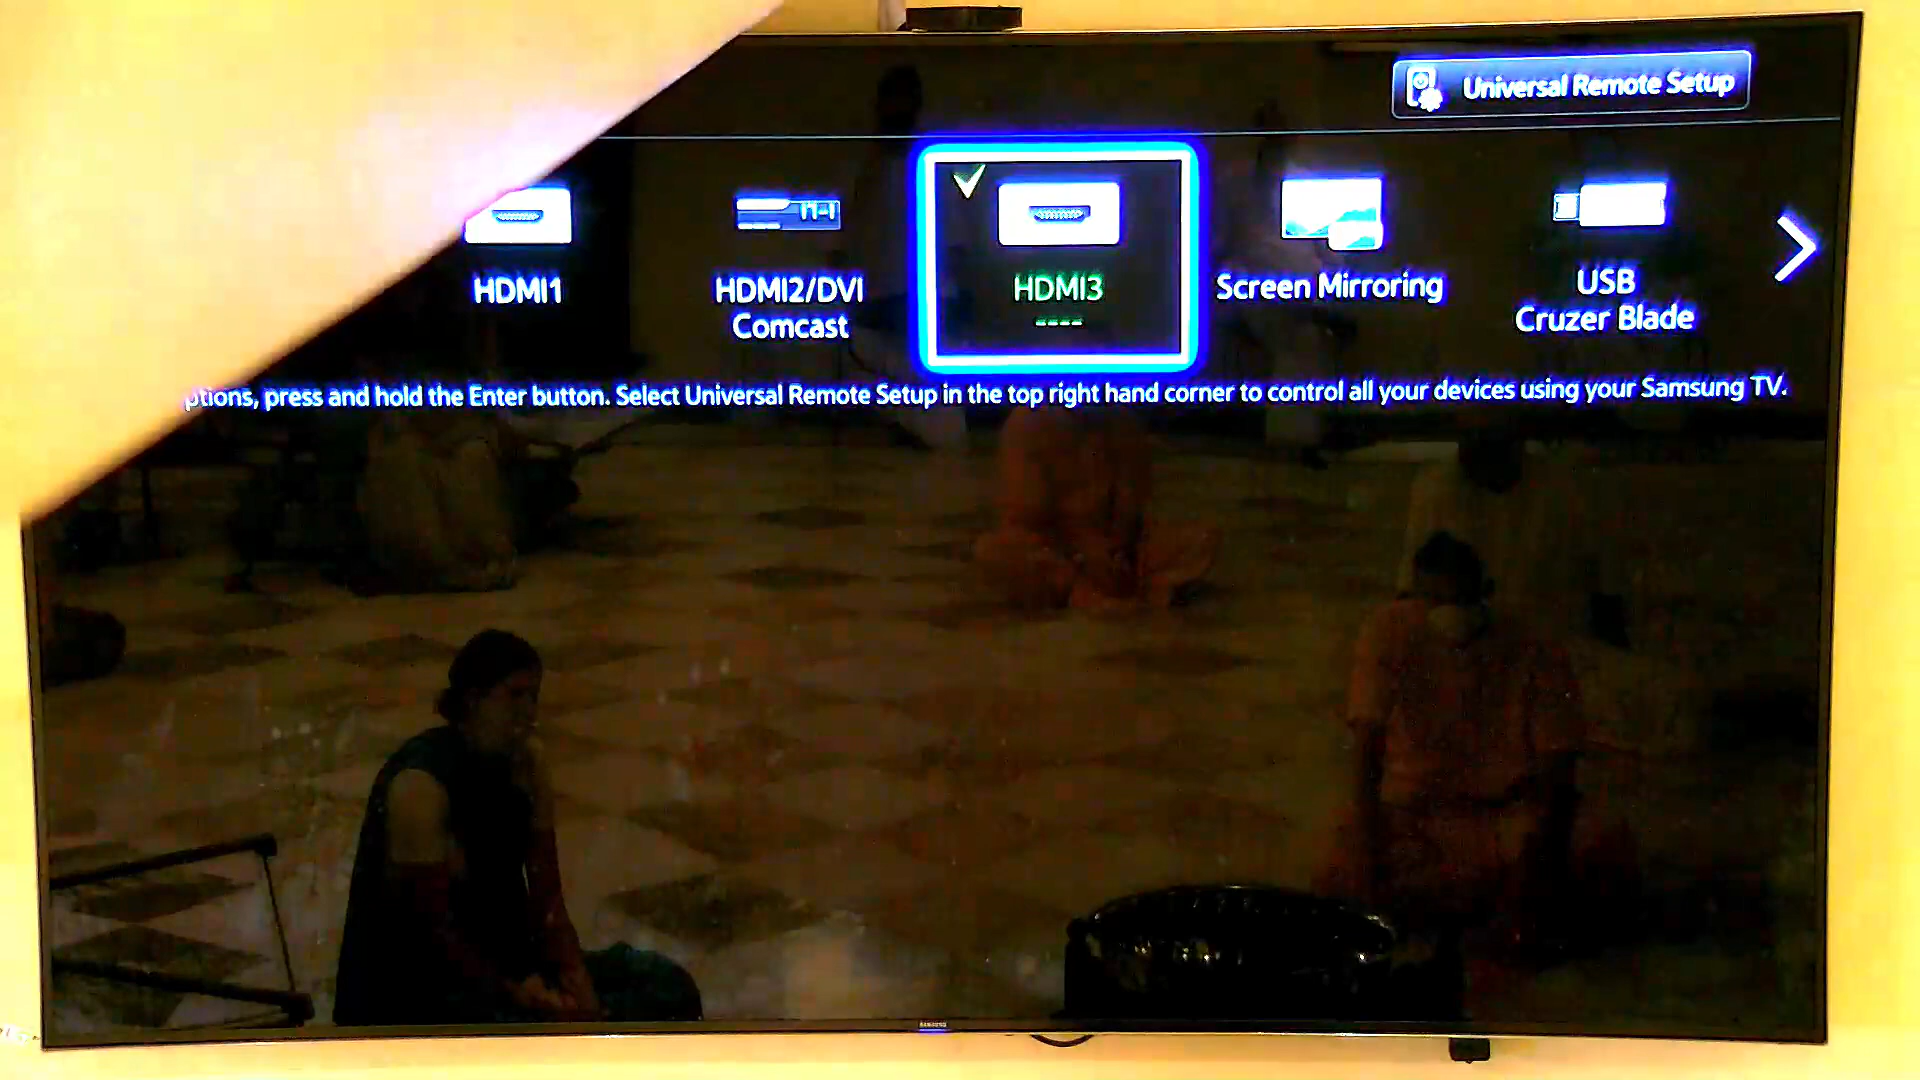 Universal Remote Setup
HDMI1
HDMI2/DVI
Comcast
HDMI3
----
Screen Mirroring
USB
Cruzer Blade
ptions, press and hold the Enter button. Select Universal Remote Setup in the top right hand corner to control all your devices using your Samsung TV.
SAMSUNG